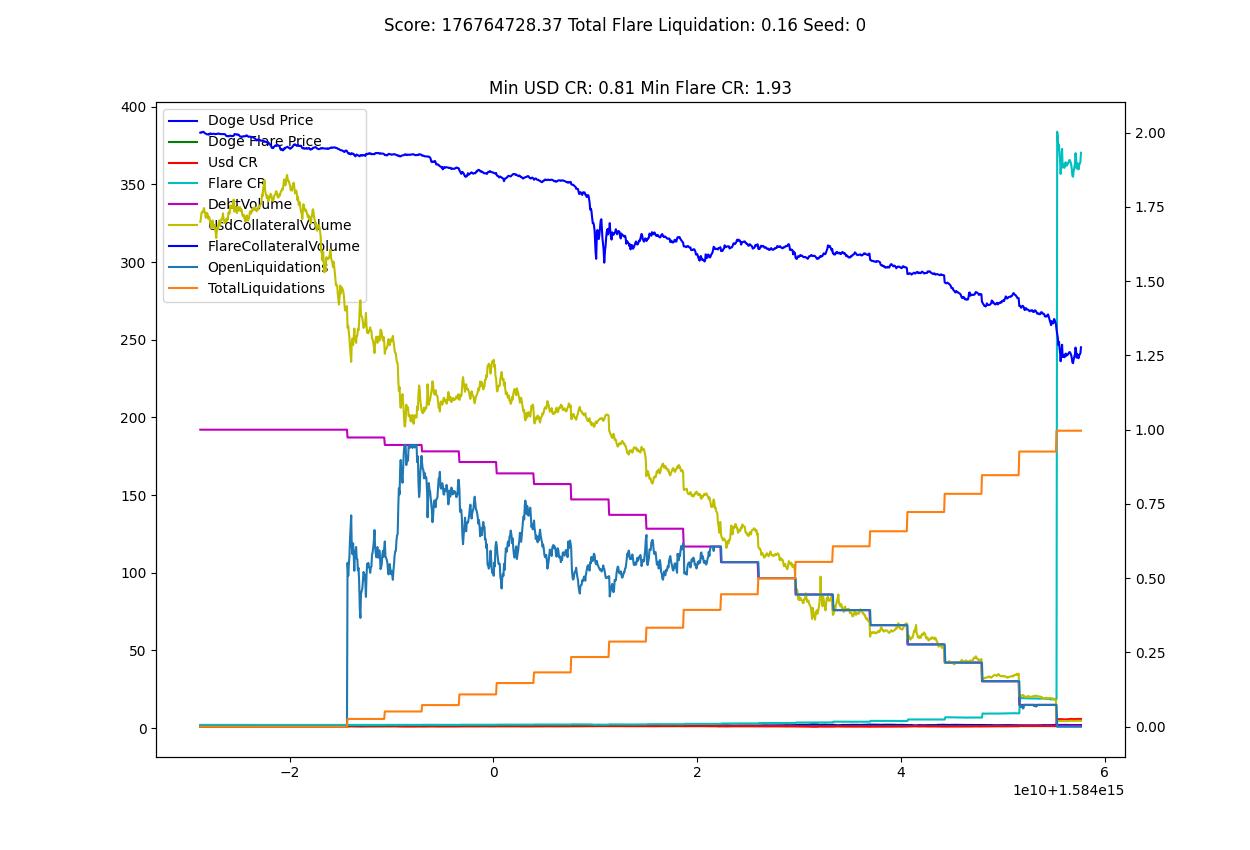 Score: 176764728.37 Total Flare Liquidation: 0.16 Seed: 0
Min USD CR: 0.81 Min Flare CR: 1.93
400
350
300
250
200
150
100
50
0
Doge Usd Price
Doge Flare Price
Usd CR
Flare CR
DebtVolume
UsdCollateralVolume
FlareCollateralVolume
OpenLiquidations
TotalLiquidations
2.00
1.75
1.50
1.25
1.00
0.75
0.50
0.25
0.00
−2 0 2 4 6
1e10+1.584e15